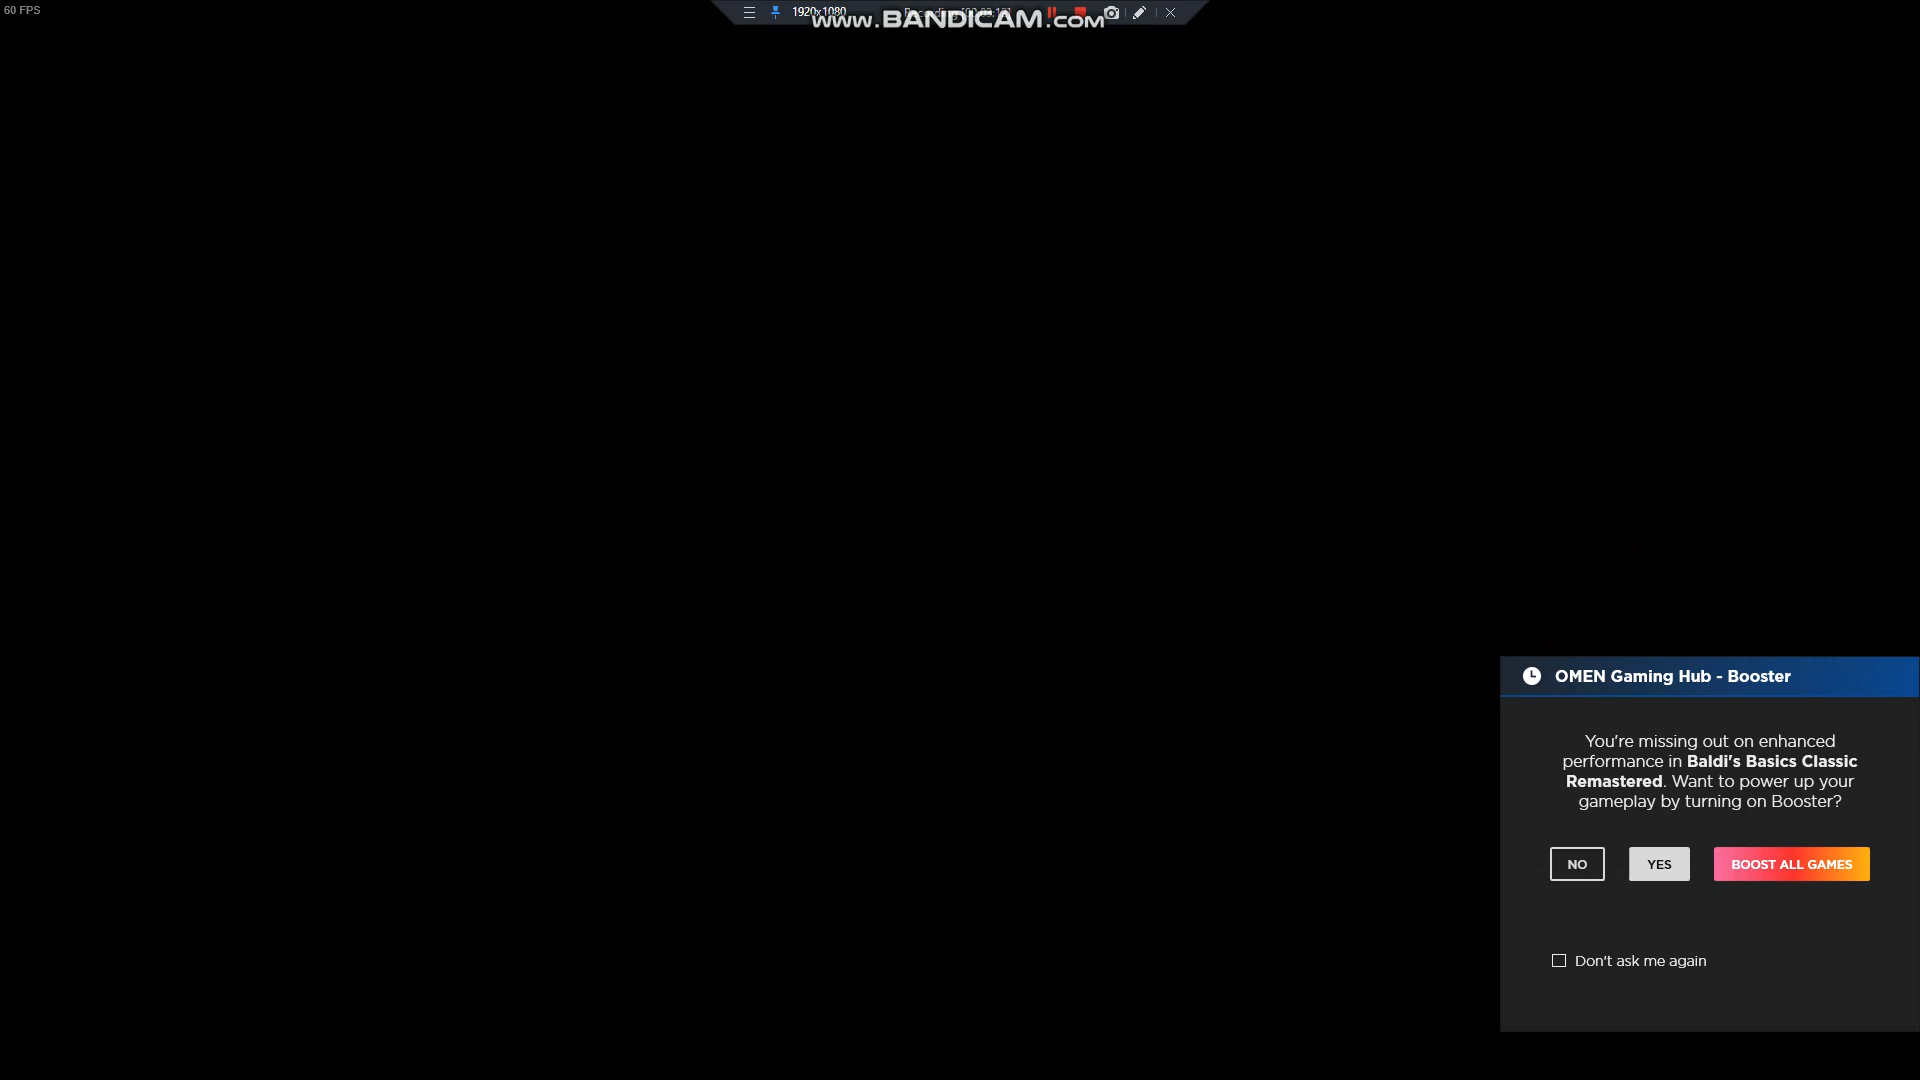 60 FPS
1920x1080
www.BANDICAM.com
OMEN Gaming Hub - Booster
You're missing out on enhanced
performance in Baldi's Basics Classic
Remastered. Want to power up your
gameplay by turning on Booster?
NO YES BOOST ALL GAMES
Don't ask me again